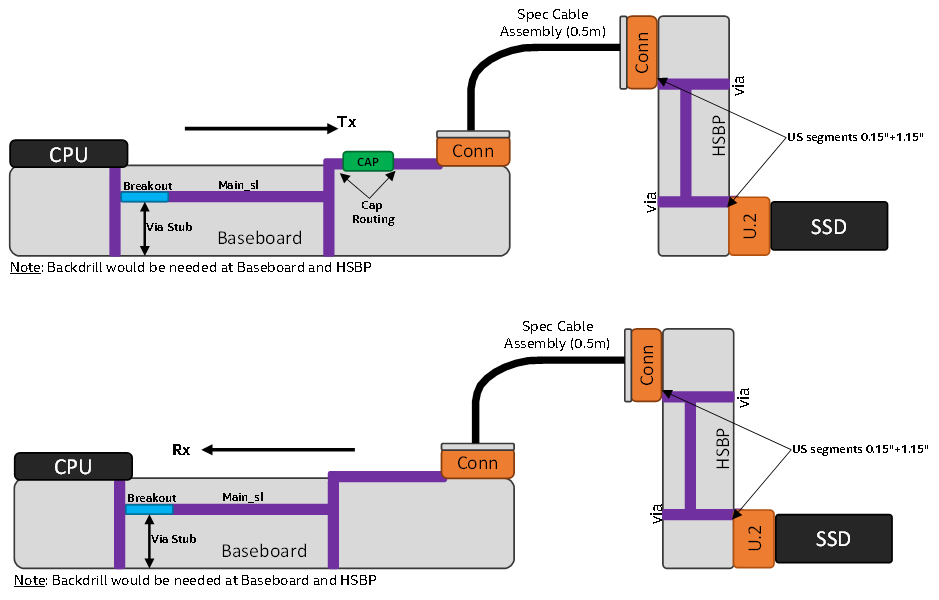 Spec Cable
Assembly (0.5m)
Conn
via
Tx
US segments 0.15"+1.15"
HSBP
CPU
CAP
Conn
Breakout
Main_sl
Cap
Routing
via
Via Stub
Baseboard
U.2
SSD
Note: Backdrill would be needed at Baseboard and HSBP
Spec Cable
Assembly (0.5m)
Conn
via
Rx
US segments 0.15"+1.15"
HSBP
CPU
Conn
Breakout
Main_sl
via
Via Stub
Baseboard
U.2
SSD
Note: Backdrill would be needed at Baseboard and HSBP